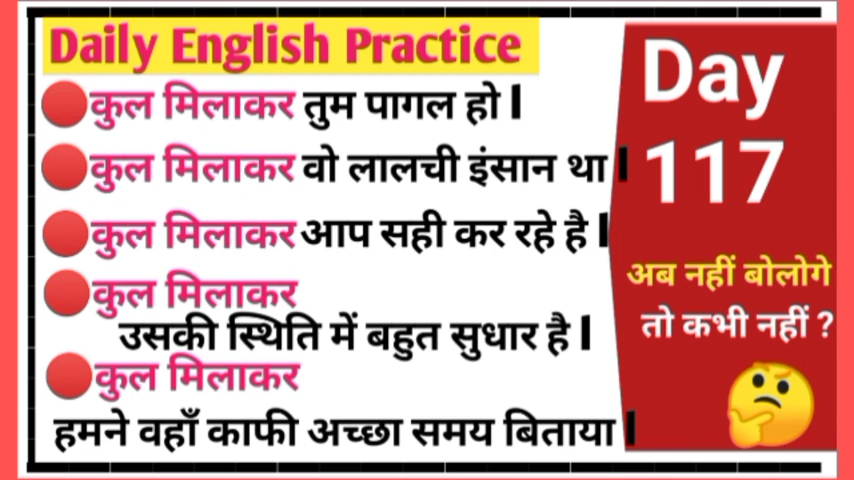 Daily English Practice
🔴कुल मिलाकर तुम पागल हो l
🔴कुल मिलाकर वो लालची इंसान था l
🔴कुल मिलाकर आप सही कर रहे है l
🔴कुल मिलाकर
उसकी स्थिति में बहुत सुधार है l
🔴कुल मिलाकर
हमने वहाँ काफी अच्छा समय बिताया l
Day
117
अब नहीं बोलोगे
तो कभी नहीं ?